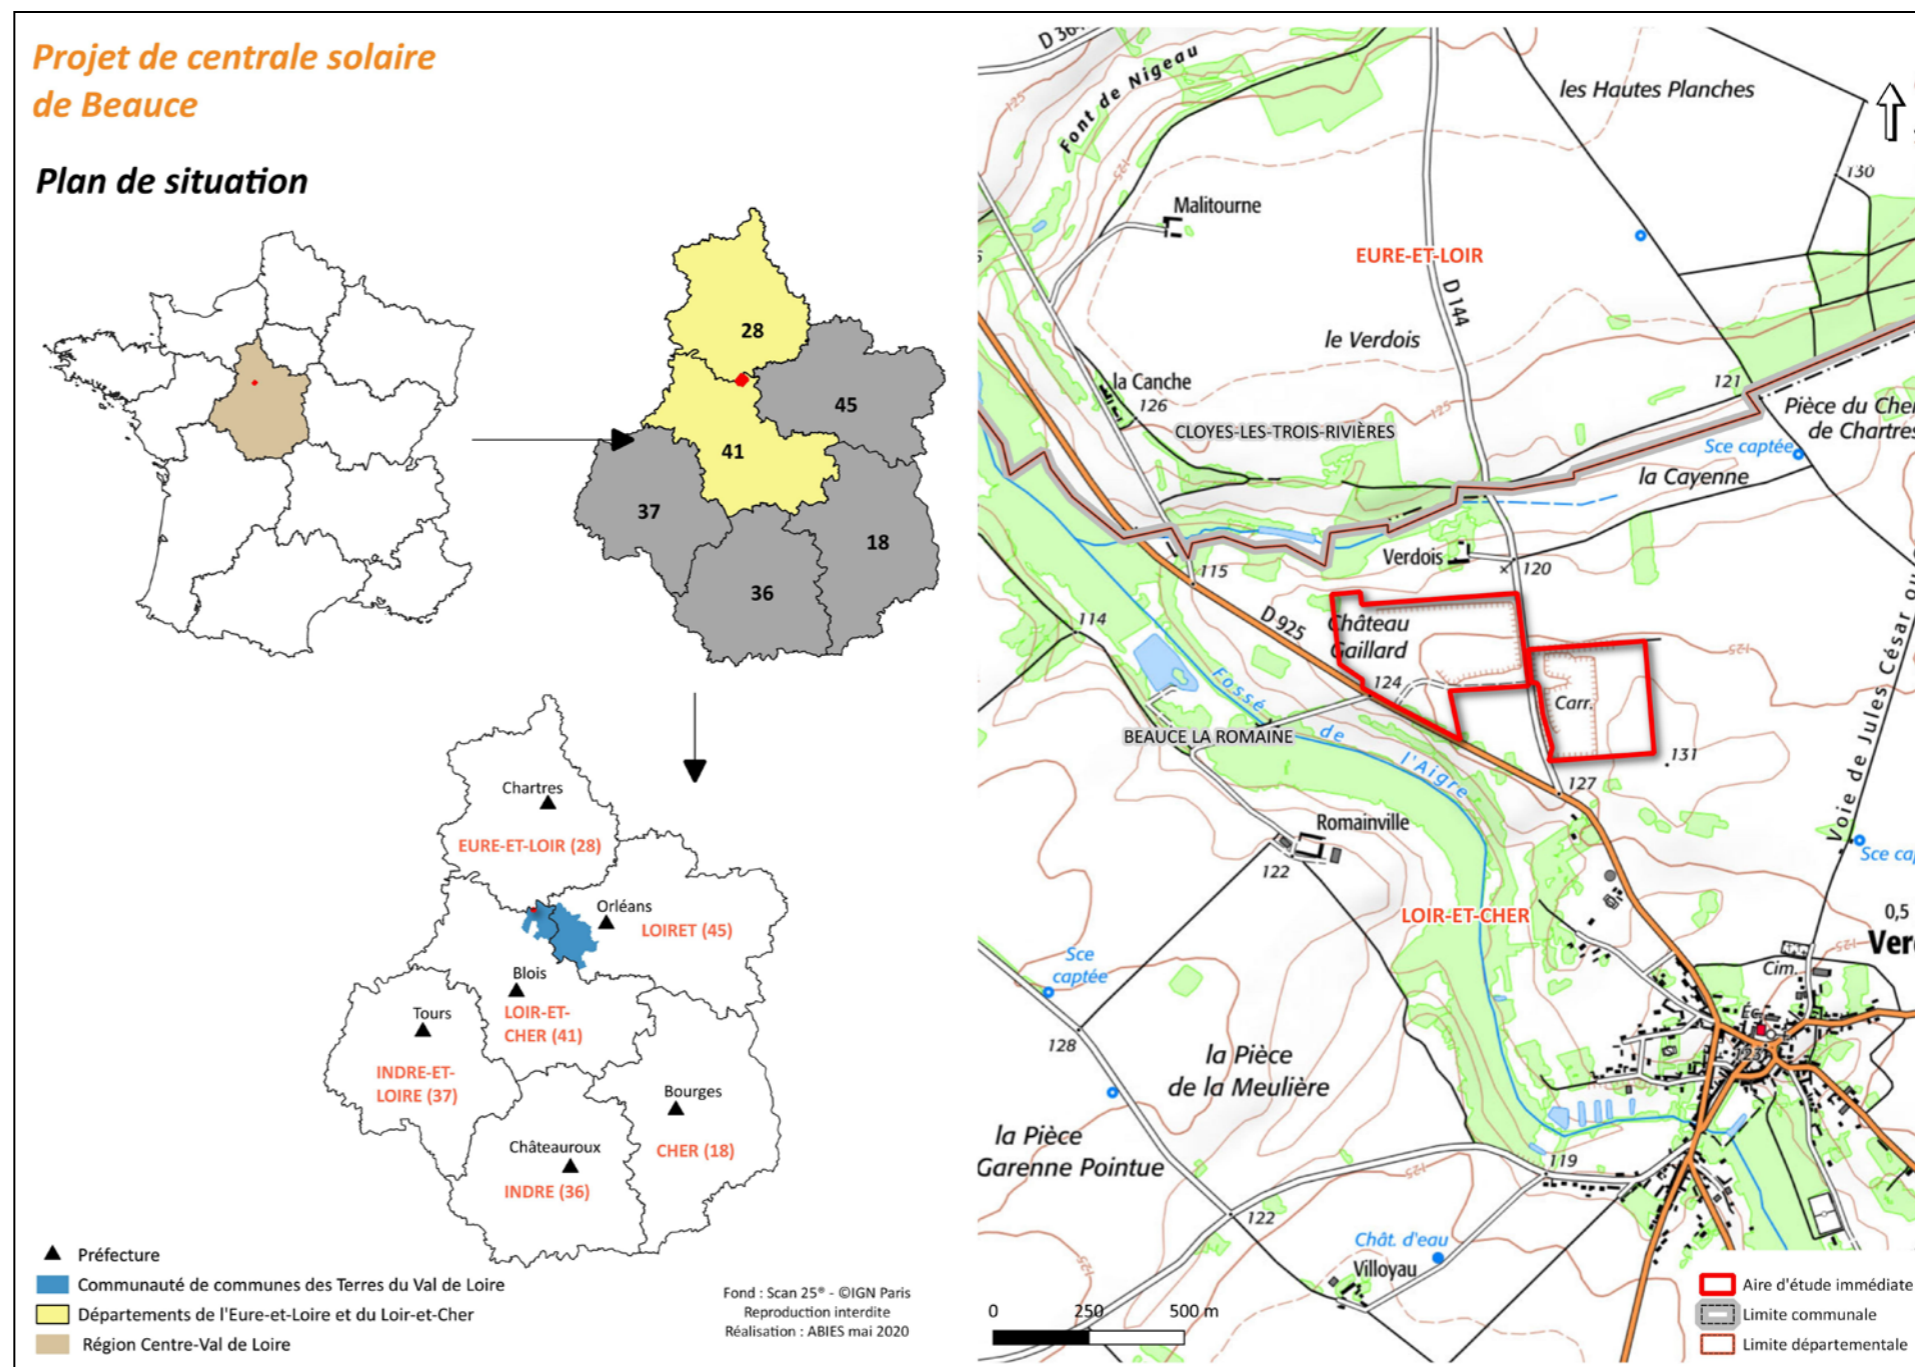 Projet de centrale solaire
de Beauce
Plan de situation
28
45
41
37
18
36
Chartres
EURE-ET-LOIR (28)
Orléans
LOIRET (45)
Blois
LOIR-ET-
CHER (41)
Tours
INDRE-ET-
LOIRE (37)
Bourges
CHER (18)
Châteauroux
INDRE (36)
Préfecture
Communauté de communes des Terres du Val de Loire
Départements de l'Eure-et-Loire et du Loir-et-Cher
Région Centre-Val de Loire
Fond : Scan 25® - ©IGN Paris
Reproduction interdite
Réalisation : ABIES mai 2020
Font de Nigeau
125
125
les Hautes Planches
130
Malitourne
EURE-ET-LOIR
D 144
le Verdois
la Canche
126
125
121
CLOYES-LES-TROIS-RIVIÈRES
Pièce du
de Chartres
Sce captée
la Cayenne
Verdois
120
115
114
D 925
Château
Gaillard
124
125
Carr.
Fossé de l'Aigre
BEAUCE LA ROMAINE
131
127
Voie de Jules César
Romainville
122
Sce
LOIR-ET-CHER
0,5
125
Cim.
Sce
captée
128
123
la Pièce
de la Meulière
la Pièce
Garenne Pointue
119
125
122
125
Chât. d'eau
Villoyau
0
250
500 m
Aire d'étude immédiate
Limite communale
Limite départementale